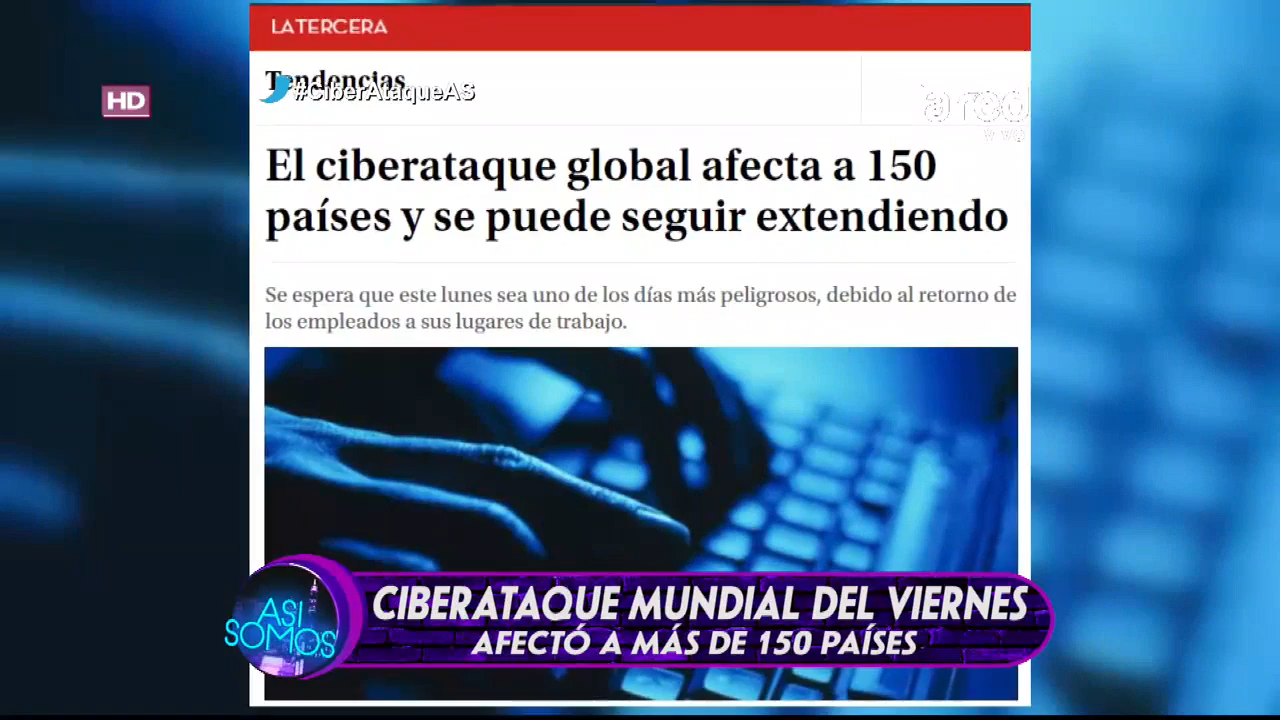 LATERCERA
HD
Tendencias
#CiberAtaqueAS
a red
vivo
El ciberataque global afecta a 150
países y se puede seguir extendiendo
Se espera que este lunes sea uno de los días más peligrosos, debido al retorno de
los empleados a sus lugares de trabajo.
ASI
SOMOS
CIBERATAQUE MUNDIAL DEL VIERNES
AFECTÓ A MÁS DE 150 PAÍSES